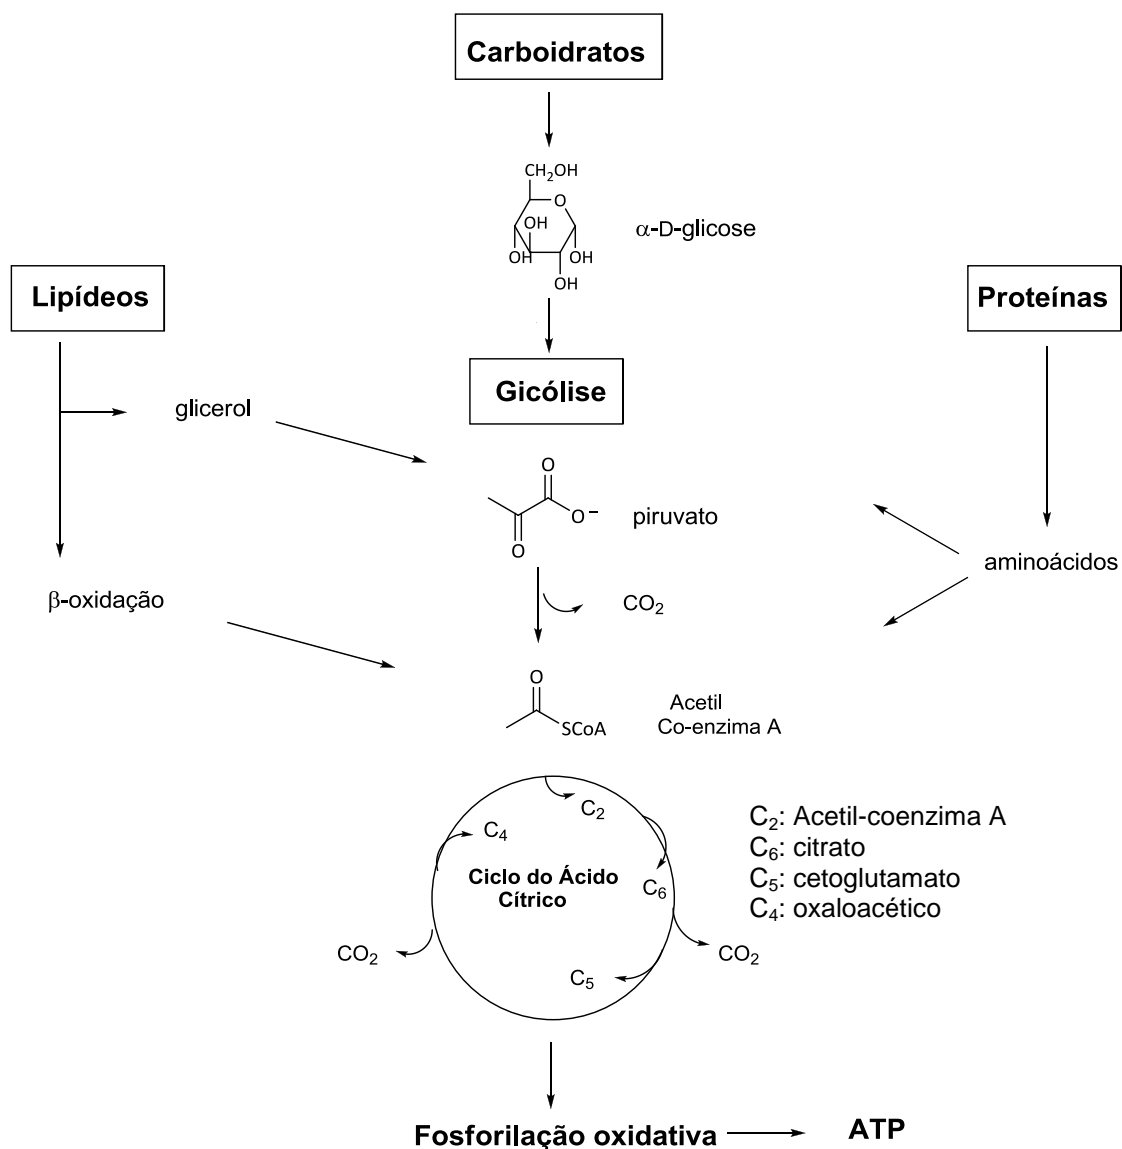 Carboidratos
CH₂OH
O
OH
OH
OH
OH
α-D-glicose
Lipídeos
Proteínas
Gicólise
glicerol
O
O⁻
O
piruvato
aminoácidos
β-oxidação
CO₂
O
SCoA
Acetil
Co-enzima A
C₂
C₄
C₆
Ciclo do Ácido
Cítrico
CO₂
CO₂
C₅
C₂: Acetil-coenzima A
C₆: citrato
C₅: cetoglutamato
C₄: oxaloacético
Fosforilação oxidativa
ATP